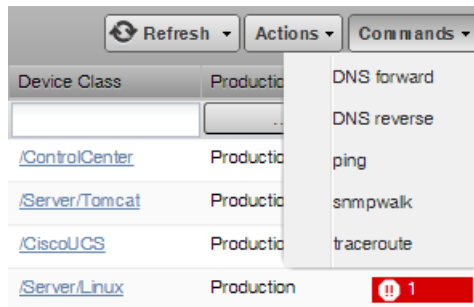 Refresh Actions Commands
Device Class Productio DNS forward
... DNS reverse
/ControlCenter Productio ping
/Server/Tomcat Productio snmpwalk
/CiscoUCS Productio traceroute
/Server/Linux Production 1